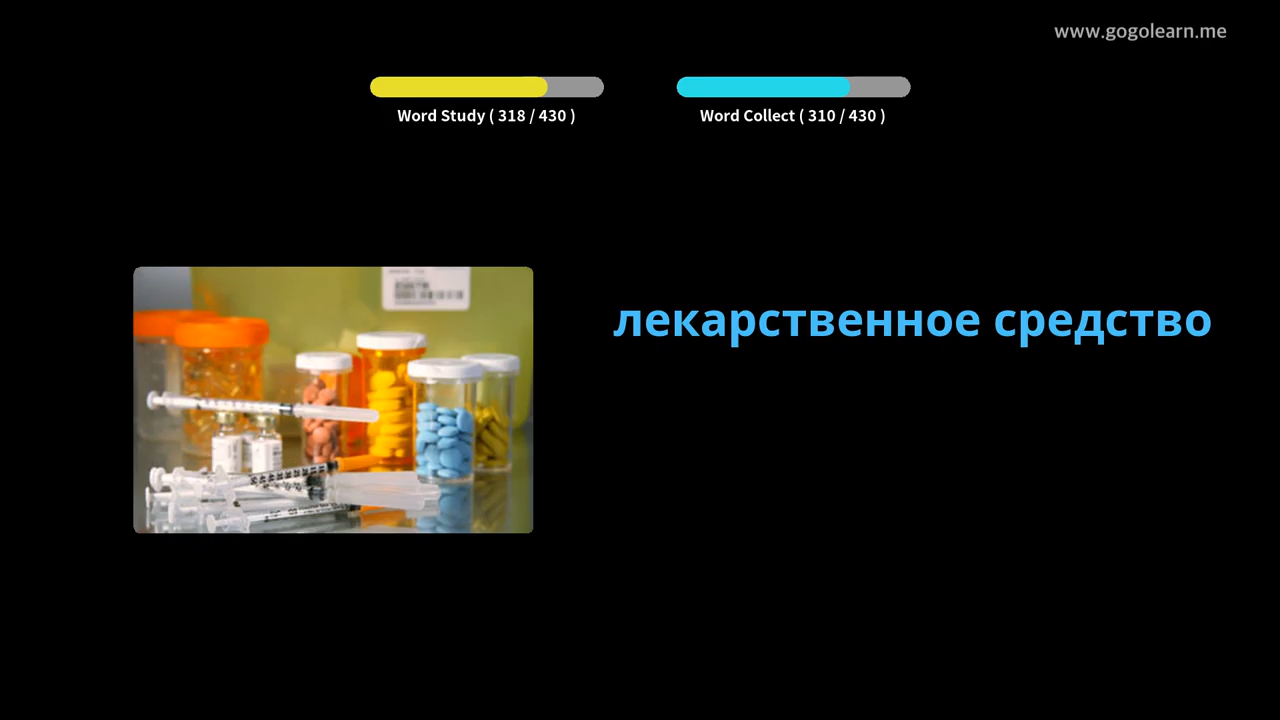 www.gogolearn.me
Word Study ( 318 / 430 )
Word Collect ( 310 / 430 )
лекарственное средство